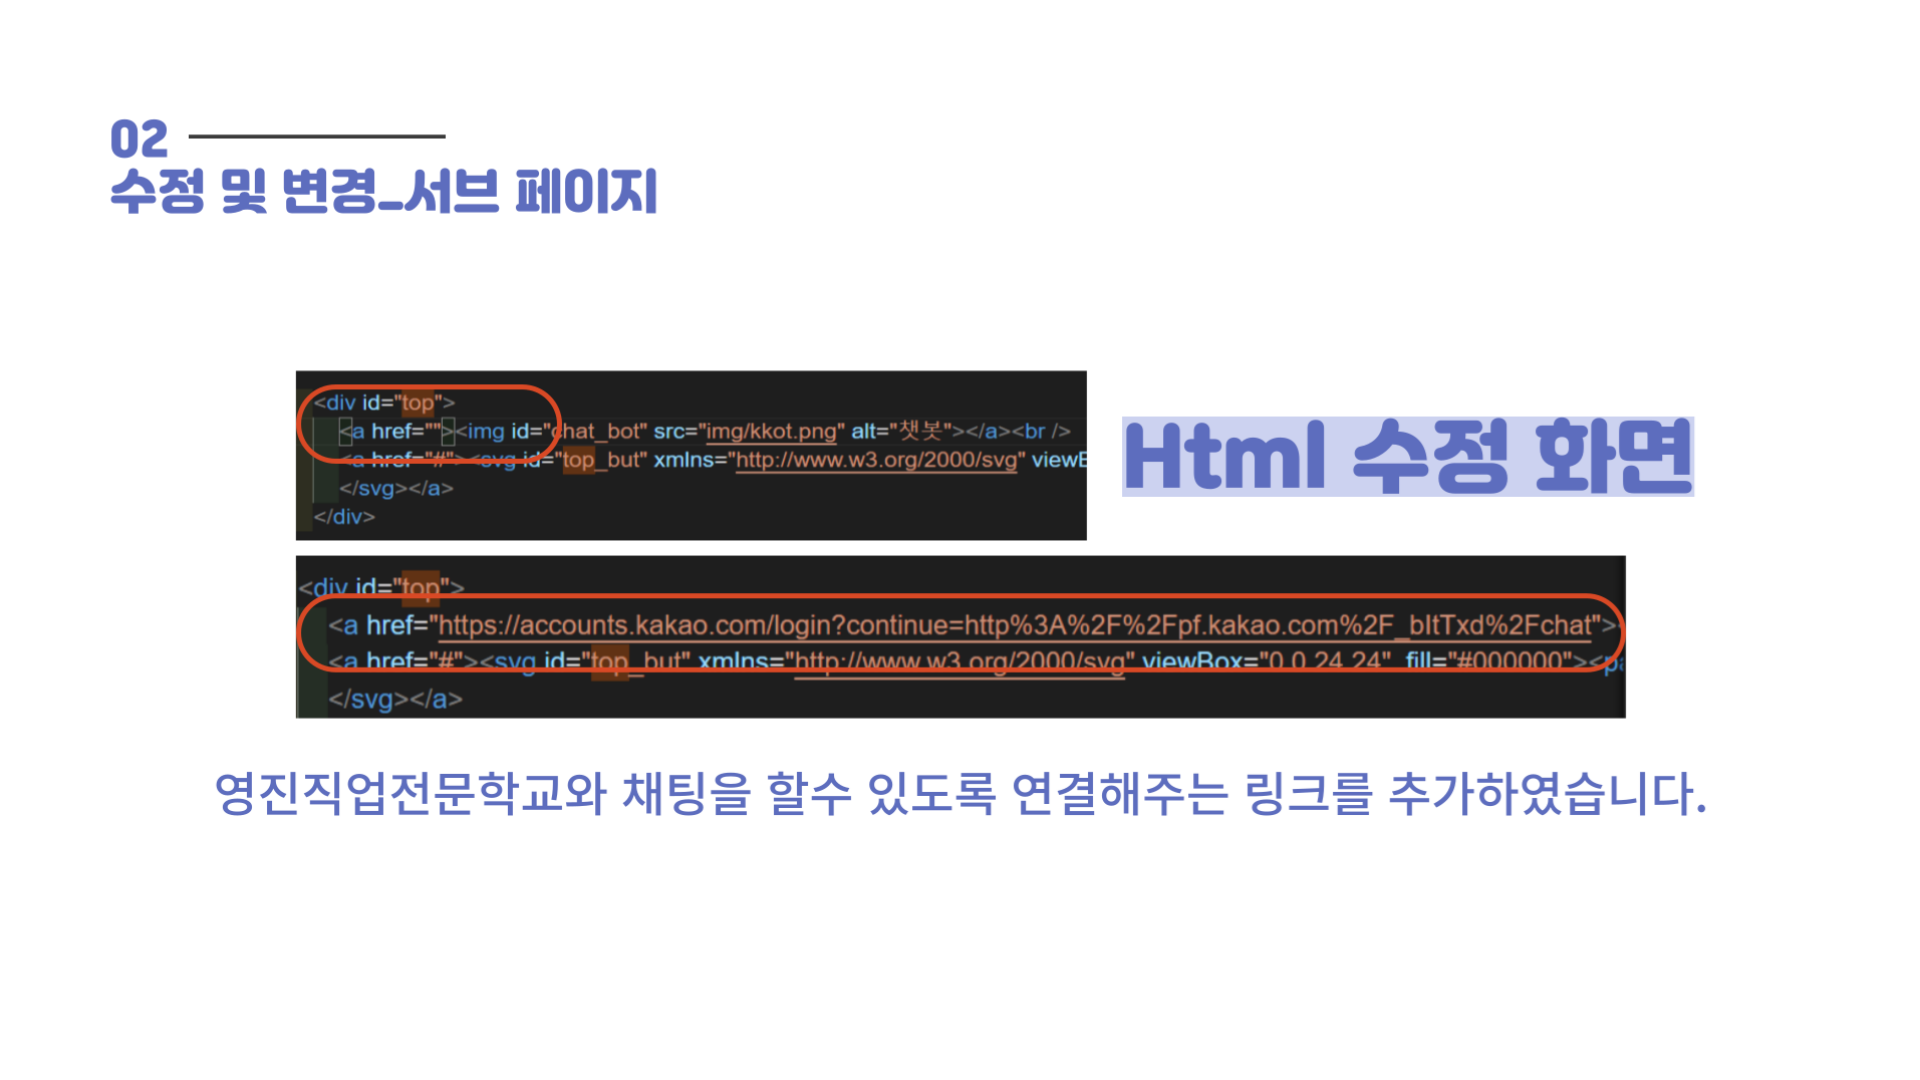 02
수정 및 변경_서브 페이지
<div id="top">
<a href=""><img id="chat_bot" src="img/kkot.png" alt="챗봇"></a><br />
<a href="#"><svg id="top_but" xmlns="http://www.w3.org/2000/svg" viewB
</svg></a>
</div>
Html 수정 화면
<div id="top">
<a href="https://accounts.kakao.com/login?continue=http%3A%2F%2Fpf.kakao.com%2F_bItTxd%2Fchat">
<a href="#"><svg id="top_but" xmlns="http://www.w3.org/2000/svg" viewBox="0 0 24 24" fill="#000000"><pa
</svg></a>
영진직업전문학교와 채팅을 할수 있도록 연결해주는 링크를 추가하였습니다.